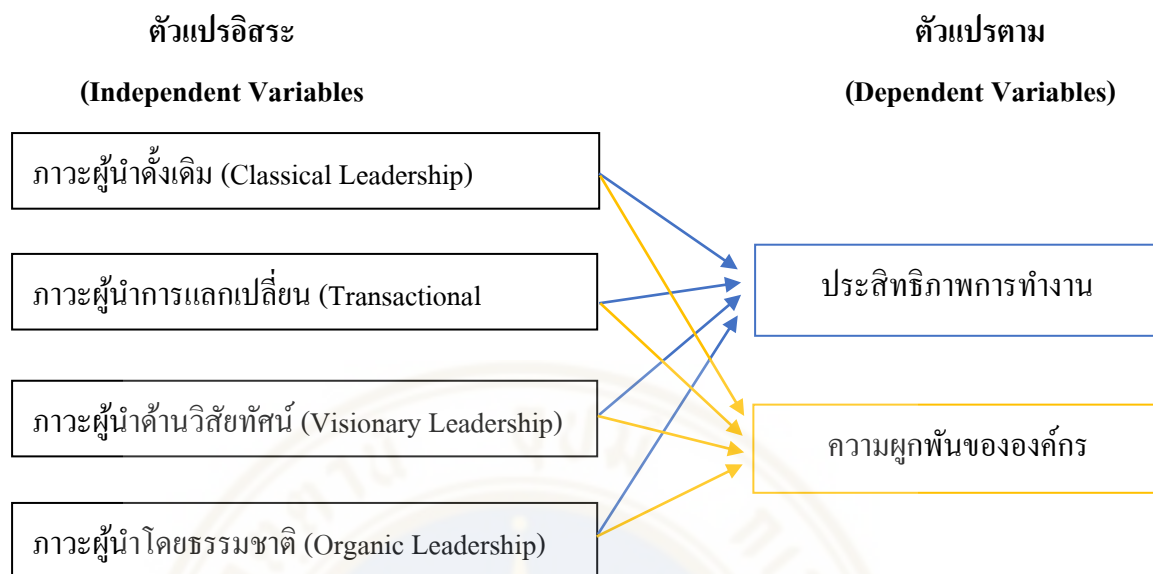 ตัวแปรอิสระ
(Independent Variables
ตัวแปรตาม
(Dependent Variables)
ภาวะผู้นำดั้งเดิม (Classical Leadership)
ภาวะผู้นำการแลกเปลี่ยน (Transactional
ภาวะผู้นำด้านวิสัยทัศน์ (Visionary Leadership)
ภาวะผู้นำโดยธรรมชาติ (Organic Leadership)
ประสิทธิภาพการทำงาน
ความผูกพันขององค์กร